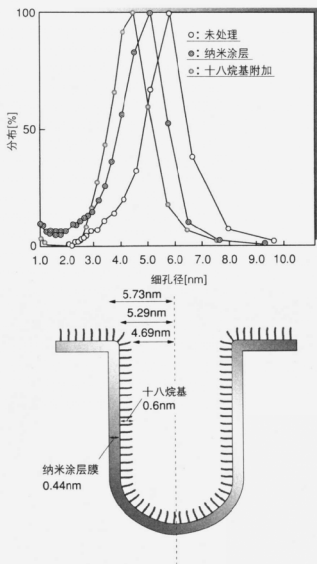 100
50
0
分布[%]
○：未处理
◎：纳米涂层
○：十八烷基附加
1.0 2.0 3.0 4.0 5.0 6.0 7.0 8.0 9.0 10.0
细孔径[nm]
5.73nm
5.29nm
4.69nm
十八烷基
0.6nm
纳米涂层膜
0.44nm